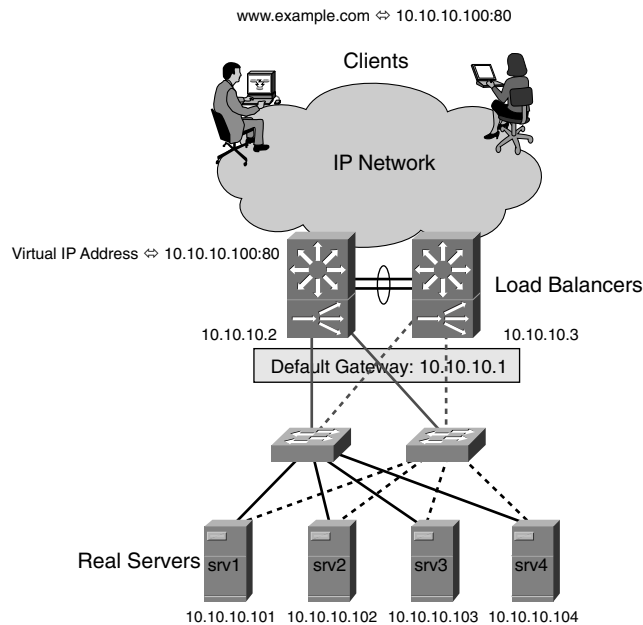 www.example.com ⇔ 10.10.10.100:80
Clients
IP Network
Virtual IP Address ⇔ 10.10.10.100:80
Load Balancers
10.10.10.2
10.10.10.3
Default Gateway: 10.10.10.1
Real Servers
srv1
srv2
srv3
srv4
10.10.10.101
10.10.10.102
10.10.10.103
10.10.10.104